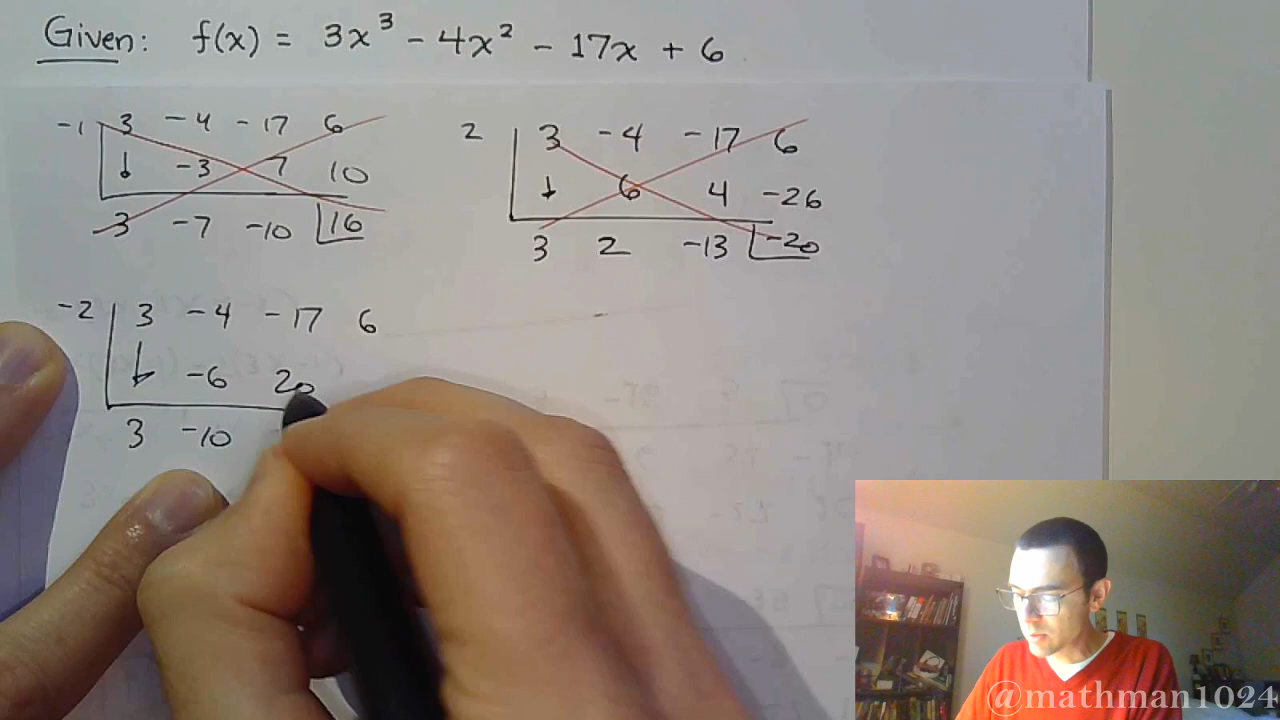 Given: f(x) = 3x³ - 4x² - 17x + 6
-1 3 -4 -17 6
-3 7 10
3 -7 -10 16
2 3 -4 -17 6
6 4 -26
3 2 -13 -20
-2 3 -4 -17 6
-6 20
3 -10
@mathman1024